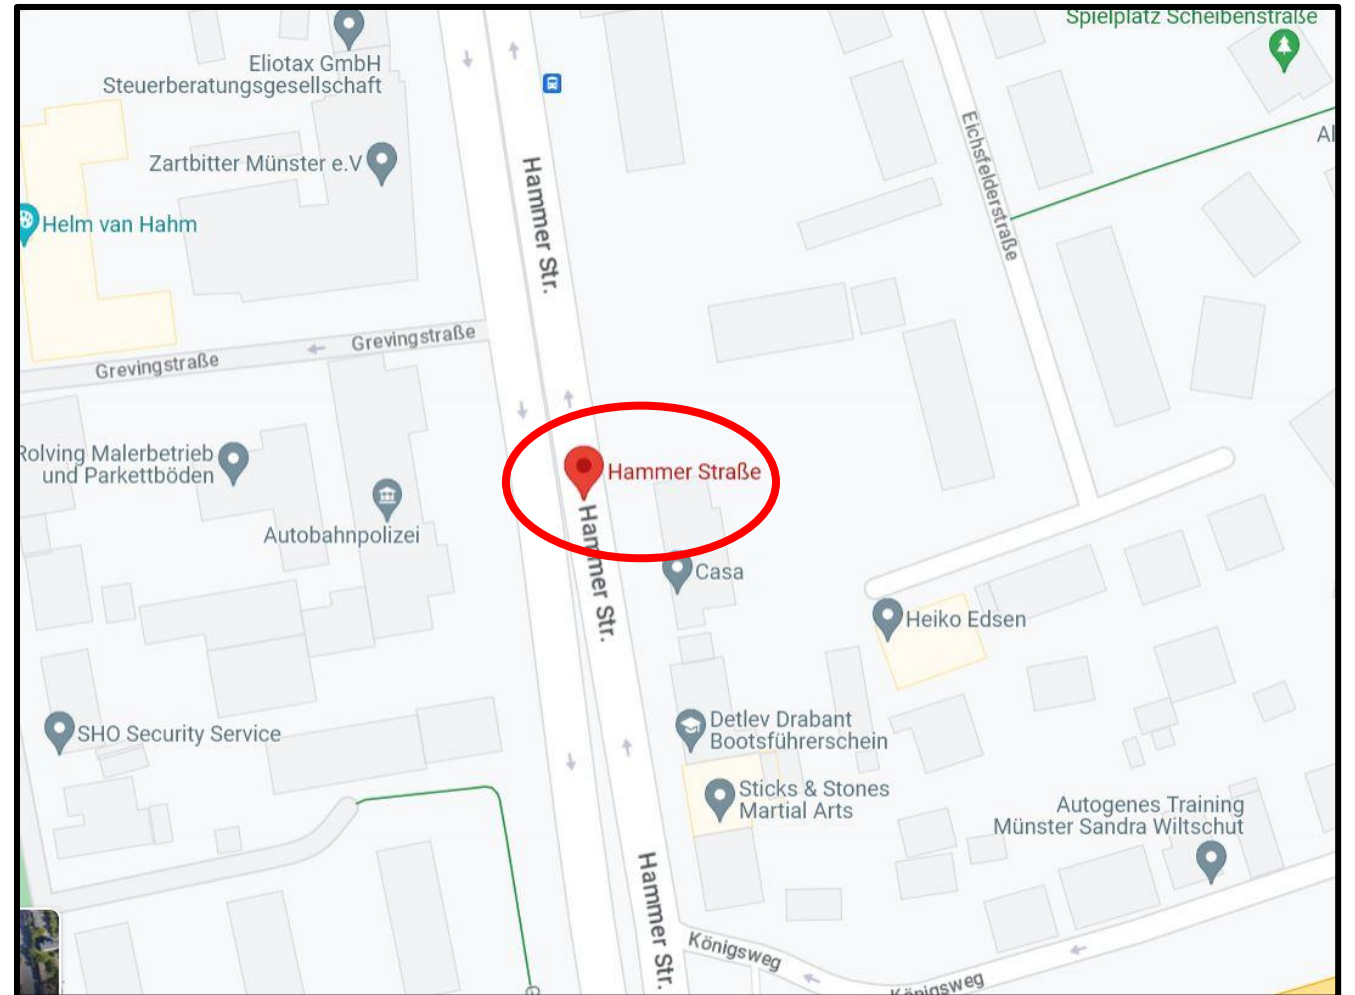 Spielplatz Scheibenstraße
Eliotax GmbH
Steuerberatungsgesellschaft
Zartbitter Münster e.V
Hammer Str.
Eichsfelderstraße
Helm van Hahm
Grevingstraße
Grevingstraße
Rolving Malerbetrieb
und Parkettböden
Hammer Straße
Autobahnpolizei
Hammer Str.
Casa
Heiko Edsen
SHO Security Service
Detlev Drabant
Bootsführerschein
Sticks & Stones
Martial Arts
Autogenes Training
Münster Sandra Wiltschut
Hammer Str.
Königsweg
Königsweg